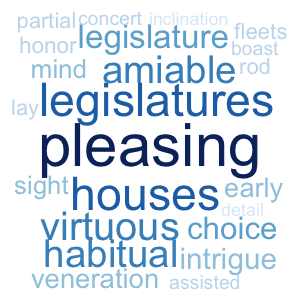 partial concert inclination
honor legislature fleets
boast
mind amiable rod
lay legislatures
pleasing
sight houses early
detail
virtuous choice
habitual intrigue
veneration assisted